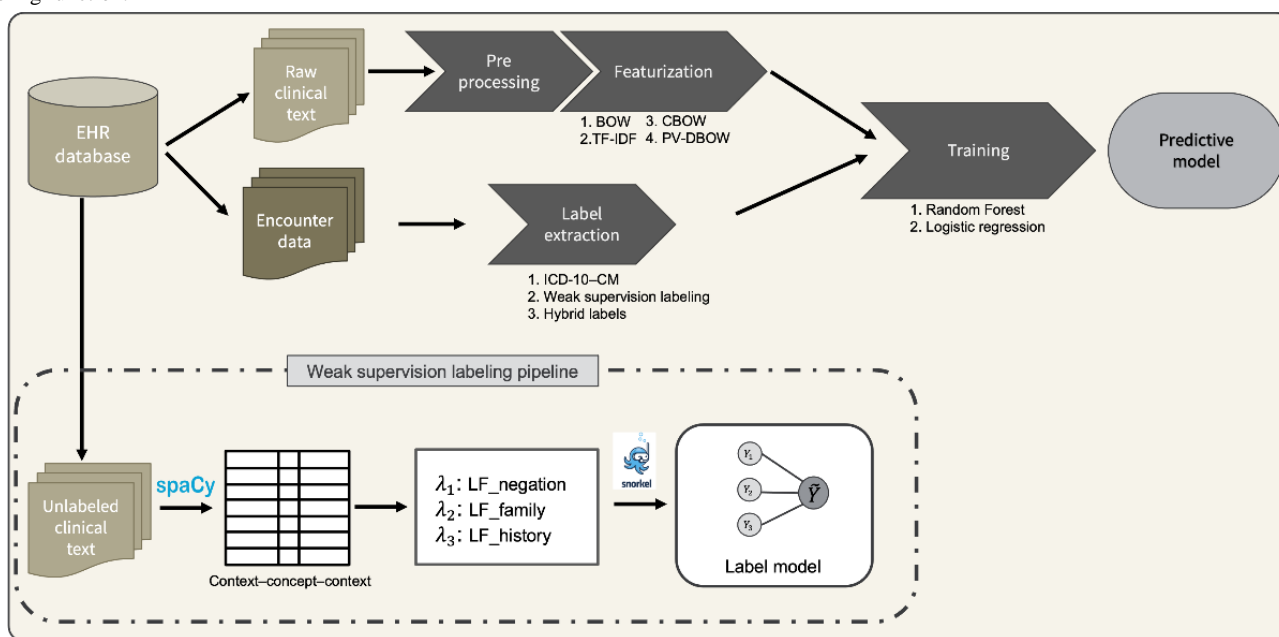 Raw
clinical
text
Pre
processing
Featurization
1. BOW 3. CBOW
2.TF-IDF 4. PV-DBOW
EHR
database
Training
Predictive
model
1. Random Forest
2. Logistic regression
Encounter
data
Label
extraction
1. ICD-10–CM
2. Weak supervision labeling
3. Hybrid labels
Weak supervision labeling pipeline
Unlabeled
clinical
text
spaCy
Context–concept–context
λ1: LF_negation
λ2: LF_family
λ3: LF_history
snorkel
Y1
Y2
Y3
Ỹ
Label model